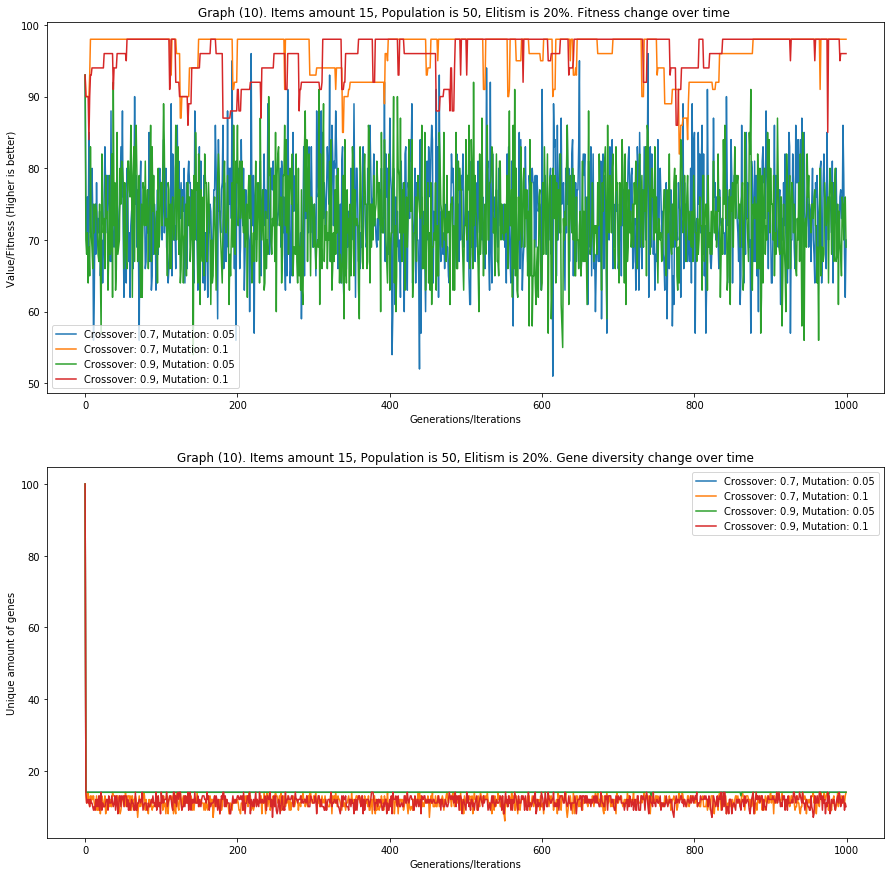 Graph (10). Items amount 15, Population is 50, Elitism is 20%. Fitness change over time
Value/Fitness (Higher is better)
100
90
80
70
60
50
Crossover: 0.7, Mutation: 0.05
Crossover: 0.7, Mutation: 0.1
Crossover: 0.9, Mutation: 0.05
Crossover: 0.9, Mutation: 0.1
0 200 400 600 800 1000
Generations/Iterations
Graph (10). Items amount 15, Population is 50, Elitism is 20%. Gene diversity change over time
Unique amount of genes
100
80
60
40
20
Crossover: 0.7, Mutation: 0.05
Crossover: 0.7, Mutation: 0.1
Crossover: 0.9, Mutation: 0.05
Crossover: 0.9, Mutation: 0.1
0 200 400 600 800 1000
Generations/Iterations